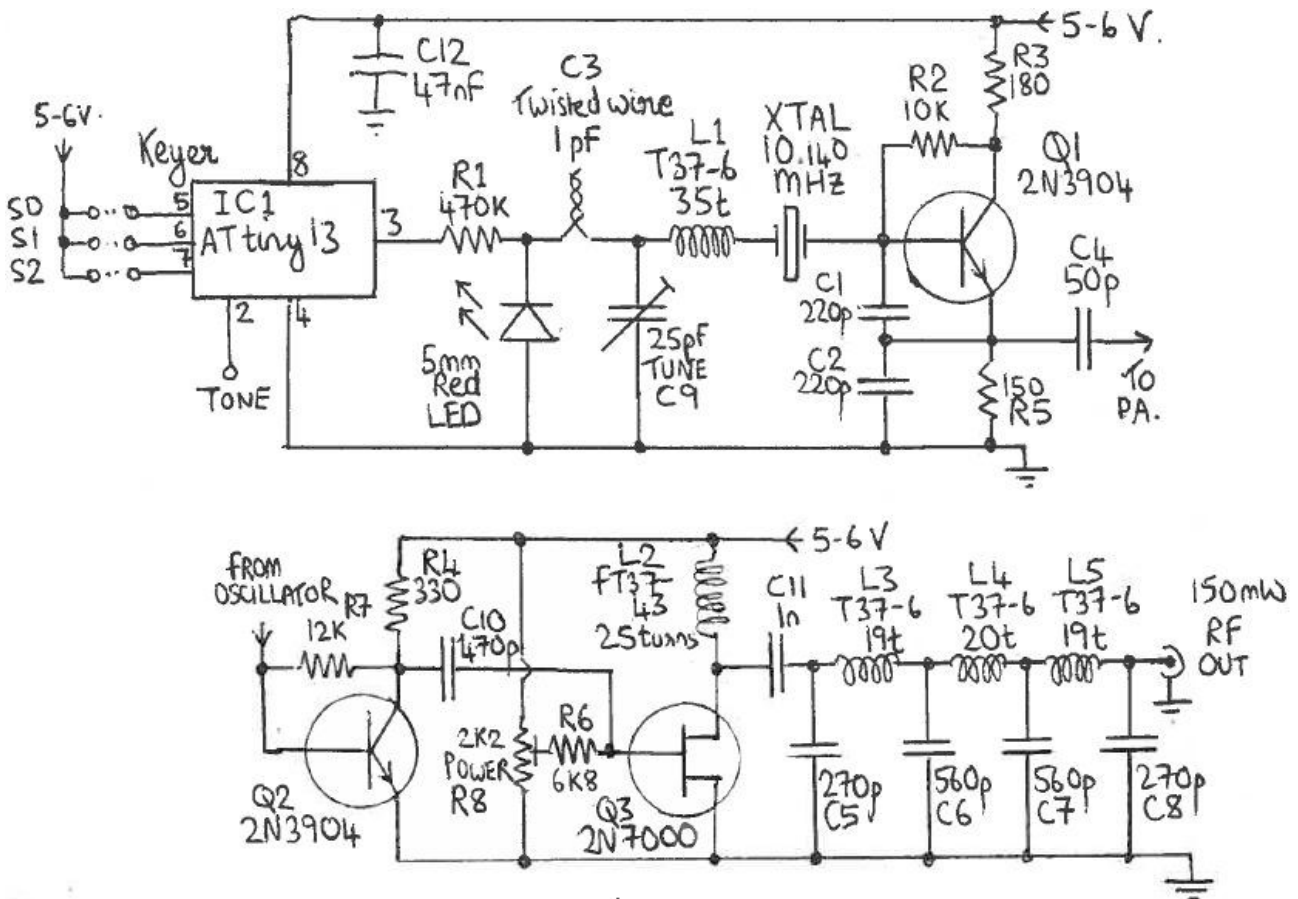 5-6 V.
C12
47nF
C3
Twisted wire
1pF
R3
180
R2
10K
5-6V.
Keyer
8
L1
T37-6
35t
XTAL
10.140
MHZ
Q1
2N3904
S0
S1
S2
5
6
7
IC1
ATtiny13
3
R1
470K
C4
50p
C1
220p
C2
220p
2
4
TONE
5mm
Red
LED
25pF
TUNE
C9
150
R5
TO
PA.
5-6V
FROM
OSCILLATOR
R4
330
R7
12K
C10
470p
L2
FT37-
43
25turns
C11
1n
L3
T37-6
19t
L4
T37-6
20t
L5
T37-6
19t
150mW
RF
OUT
2K2
POWER
R8
R6
6K8
Q2
2N3904
Q3
2N7000
270p
C5
560p
C6
560p
C7
270p
C8